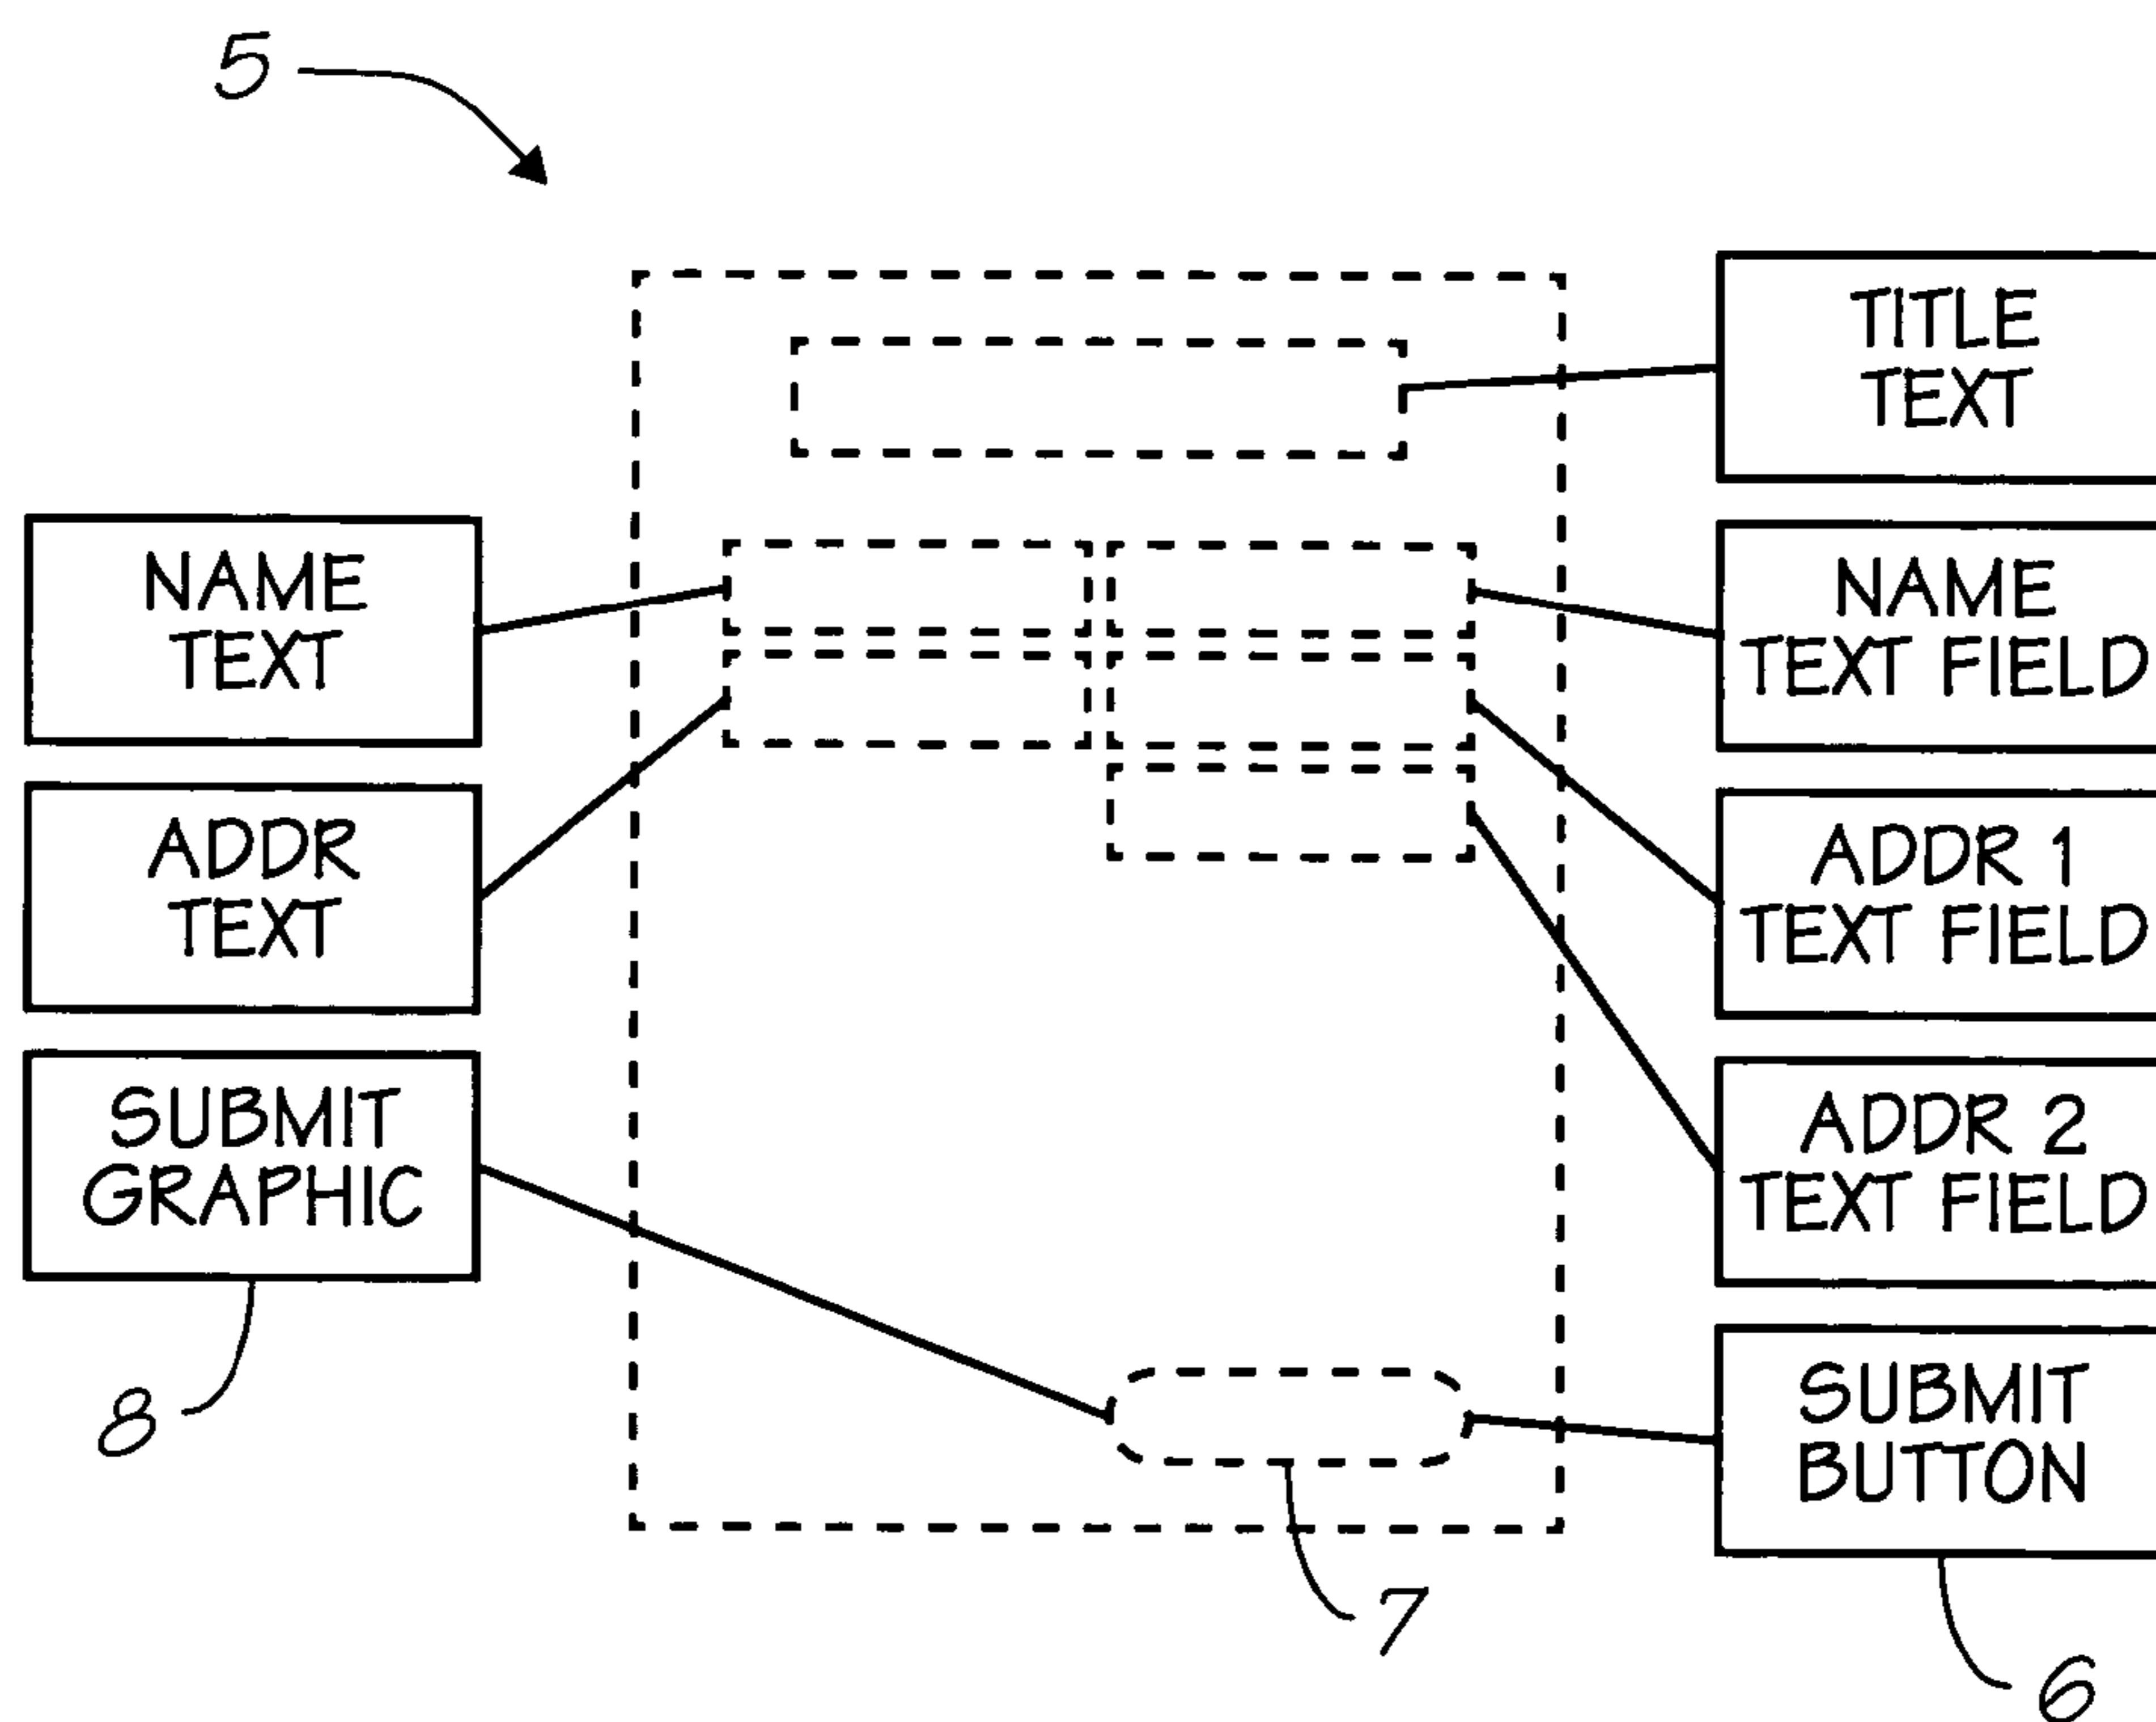 5
TITLE
TEXT
NAME
TEXT
NAME
TEXT FIELD
ADDR
TEXT
ADDR 1
TEXT FIELD
SUBMIT
GRAPHIC
ADDR 2
TEXT FIELD
8
SUBMIT
BUTTON
7
6